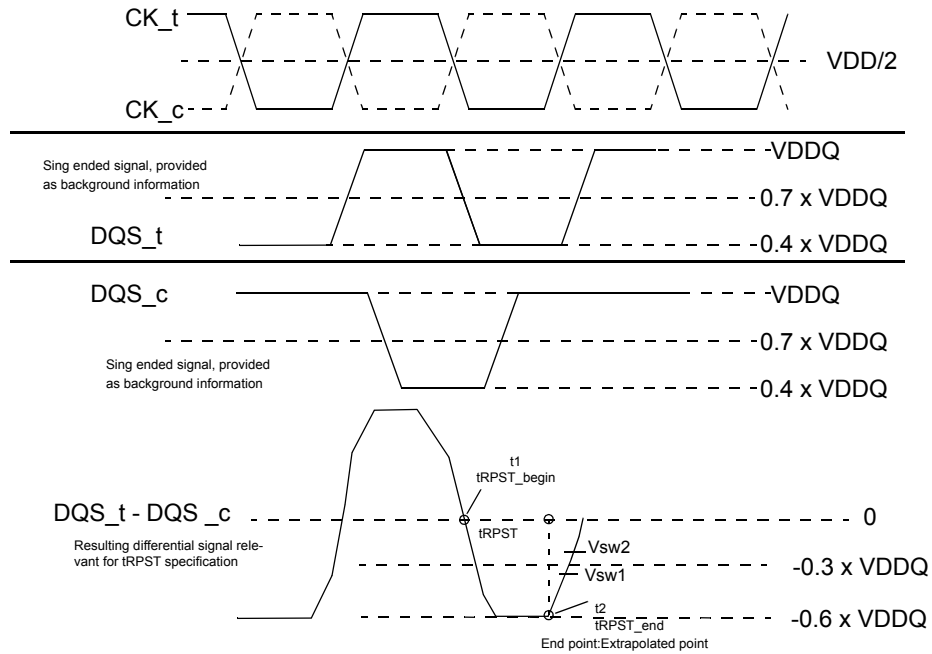 CK_t
VDD/2
CK_c
Sing ended signal, provided
as background information
VDDQ
0.7 x VDDQ
DQS_t
0.4 x VDDQ
DQS_c
VDDQ
0.7 x VDDQ
Sing ended signal, provided
as background information
0.4 x VDDQ
t1
tRPST_begin
DQS_t - DQS _c
0
tRPST
Resulting differential signal rele-
vant for tRPST specification
Vsw2
-0.3 x VDDQ
Vsw1
t2
-0.6 x VDDQ
tRPST_end
End point:Extrapolated point